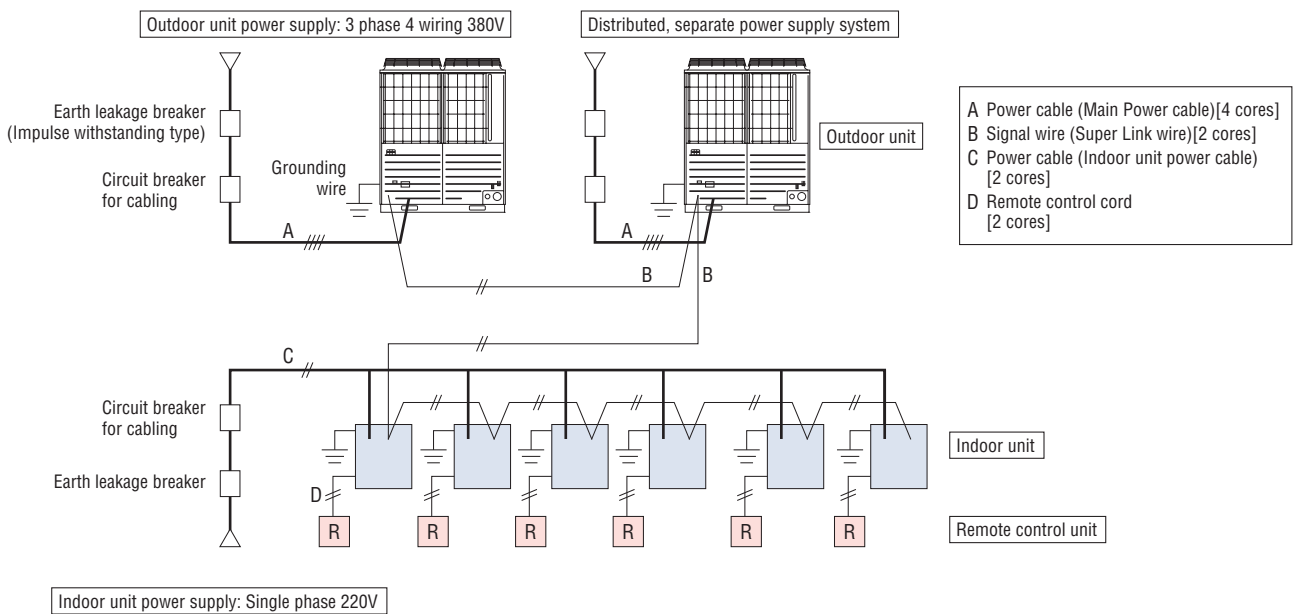 Outdoor unit power supply: 3 phase 4 wiring 380V
Distributed, separate power supply system
Earth leakage breaker
(Impulse withstanding type)
Circuit breaker
for cabling
Grounding
wire
Outdoor unit
A Power cable (Main Power cable)[4 cores]
B Signal wire (Super Link wire)[2 cores]
C Power cable (Indoor unit power cable)
[2 cores]
D Remote control cord
[2 cores]
A
A
B
B
C
Circuit breaker
for cabling
Earth leakage breaker
Indoor unit
D
R
R
R
R
R
R
Remote control unit
Indoor unit power supply: Single phase 220V